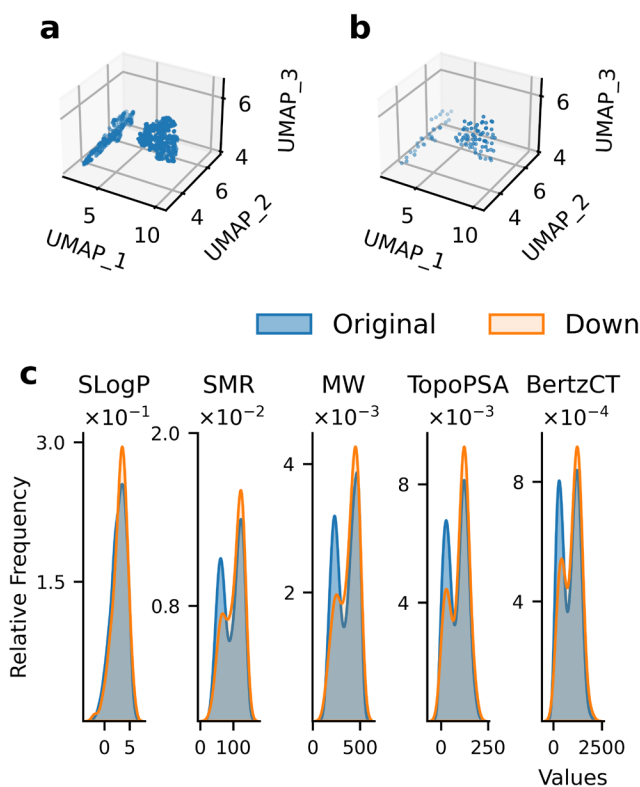 a
b
6
4
UMAP_3
6
4
UMAP_2
5
10
UMAP_1
6
4
UMAP_3
6
4
UMAP_2
5
10
UMAP_1
Original
Down
c
SLogP
SMR
MW
TopoPSA
BertzCT
×10⁻¹
×10⁻²
×10⁻³
×10⁻³
×10⁻⁴
Relative Frequency
3.0
1.5
2.0
0.8
4
2
8
4
8
4
0 5
0 100
0 500
0 250
0 2500
Values